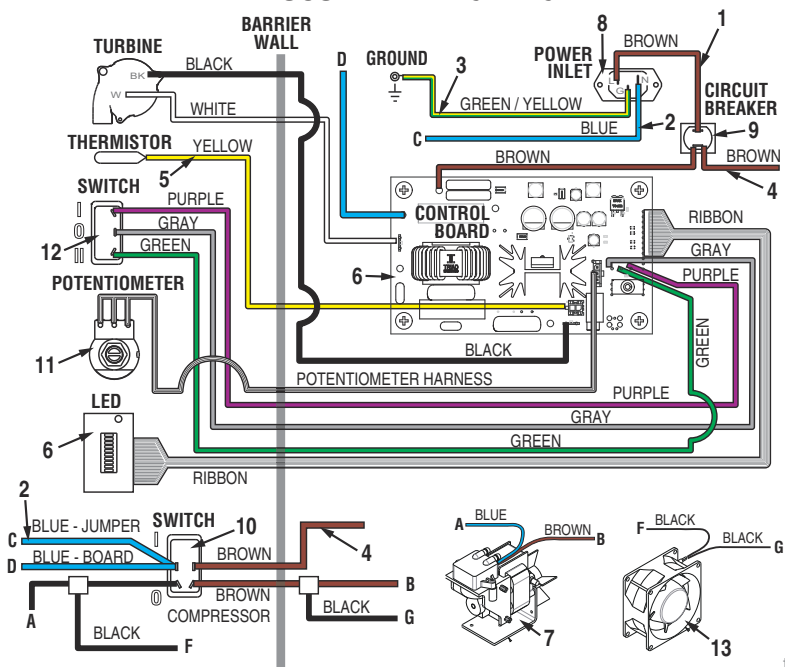 BARRIER
WALL
TURBINE
BK
W
BLACK
WHITE
D
GROUND
3
GREEN / YELLOW
8
POWER
INLET
L
N
G
BROWN
1
CIRCUIT
BREAKER
9
C
BLUE
2
BROWN
BROWN
4
THERMISTOR
YELLOW
5
SWITCH
I
0
II
12
PURPLE
GRAY
GREEN
CONTROL
BOARD
6
RIBBON
GRAY
PURPLE
GREEN
POTENTIOMETER
11
BLACK
POTENTIOMETER HARNESS
PURPLE
GRAY
GREEN
LED
6
RIBBON
2
C
BLUE - JUMPER
D
BLUE - BOARD
SWITCH
I
0
10
BROWN
4
BROWN
COMPRESSOR
A
B
BLACK
F
BLACK
G
A
BLUE
BROWN
B
7
F
BLACK
BLACK
G
13